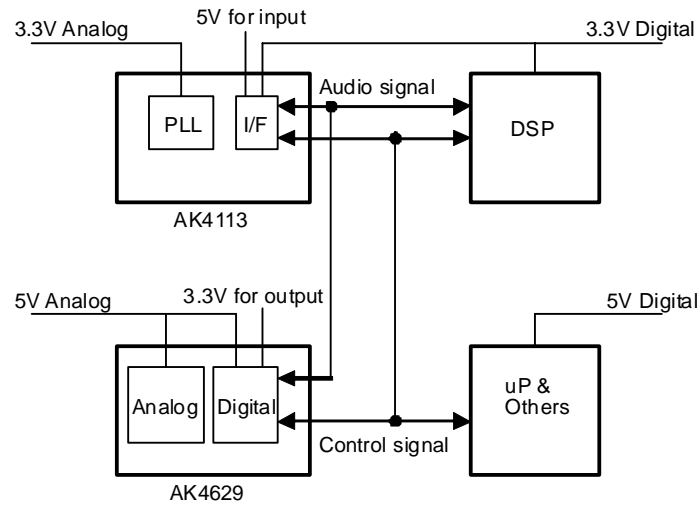 5V for input
3.3V Analog
3.3V Digital
Audio signal
PLL
I/F
DSP
AK4113
3.3V for output
5V Analog
5V Digital
Analog
Digital
uP &
Others
Control signal
AK4629